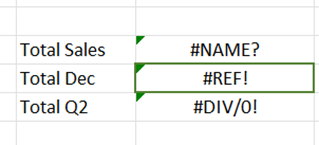 Total Sales #NAME?
Total Dec #REF!
Total Q2 #DIV/0!